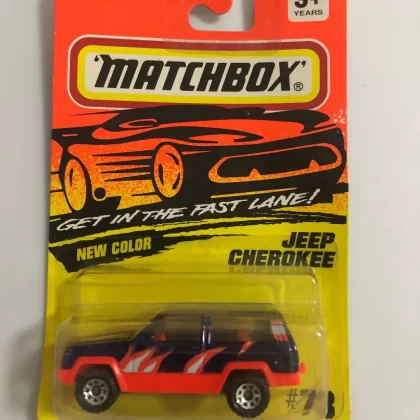 3+
YEARS
'MATCHBOX'®
GET IN THE FAST LANE!
NEW COLOR
JEEP
CHEROKEE